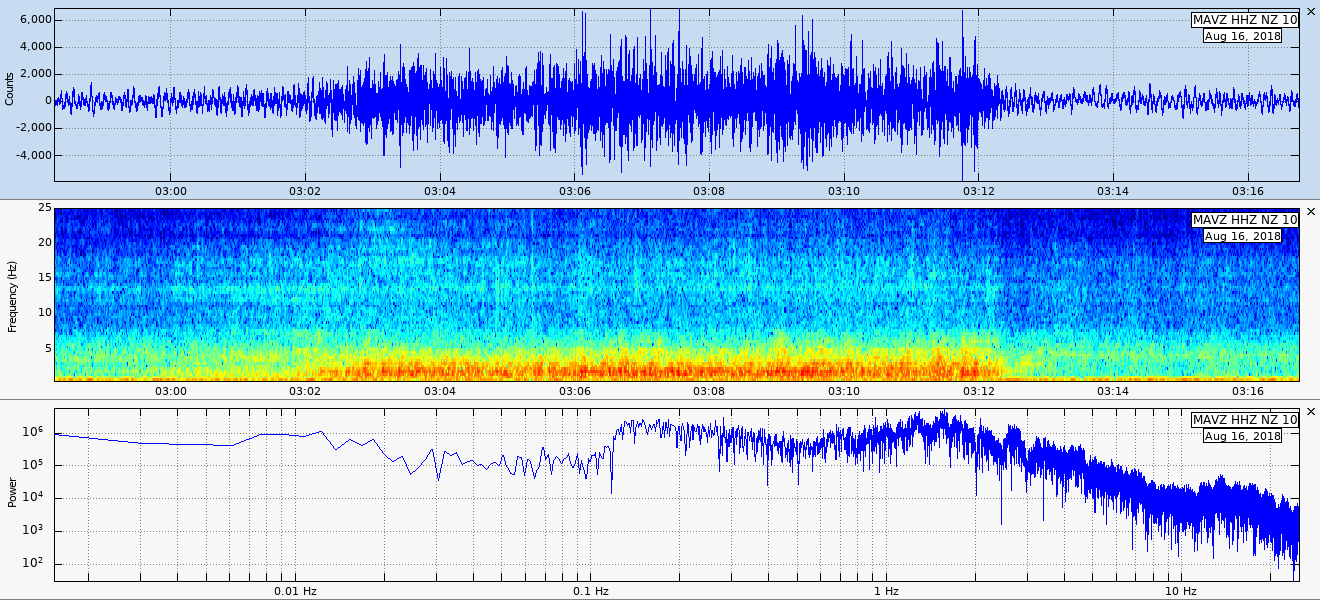 6,000
4,000
2,000
0
-2,000
-4,000
Counts
MAVZ HHZ NZ 10
Aug 16, 2018
×
03:00 03:02 03:04 03:06 03:08 03:10 03:12 03:14 03:16
25
20
15
10
5
Frequency (Hz)
MAVZ HHZ NZ 10
Aug 16, 2018
×
03:00 03:02 03:04 03:06 03:08 03:10 03:12 03:14 03:16
10⁶
10⁵
10⁴
10³
10²
Power
MAVZ HHZ NZ 10
Aug 16, 2018
×
0.01 Hz 0.1 Hz 1 Hz 10 Hz